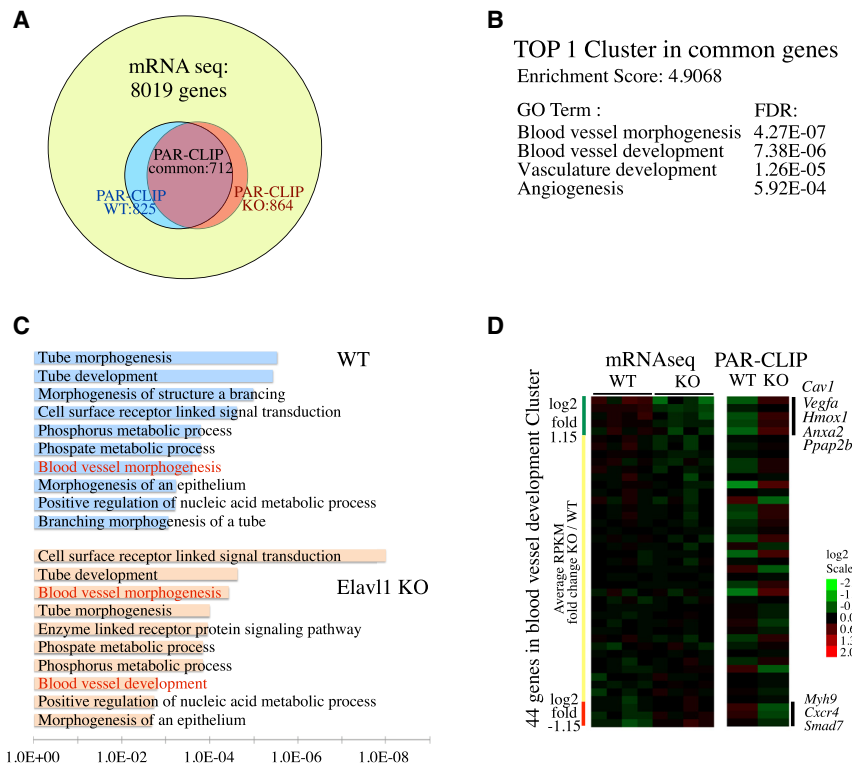 A
mRNA seq:
8019 genes
PAR-CLIP
common:712
PAR-CLIP
WT:825
PAR-CLIP
KO:864
B
TOP 1 Cluster in common genes
Enrichment Score: 4.9068
GO Term : FDR:
Blood vessel morphogenesis 4.27E-07
Blood vessel development 7.38E-06
Vasculature development 1.26E-05
Angiogenesis 5.92E-04
C
WT
Tube morphogenesis
Tube development
Morphogenesis of structure a brancing
Cell surface receptor linked signal transduction
Phosphorus metabolic process
Phospate metabolic process
Blood vessel morphogenesis
Morphogenesis of an epithelium
Positive regulation of nucleic acid metabolic process
Branching morphogenesis of a tube
Elavl1 KO
Cell surface receptor linked signal transduction
Tube development
Blood vessel morphogenesis
Tube morphogenesis
Enzyme linked receptor protein signaling pathway
Phospate metabolic process
Phosphorus metabolic process
Blood vessel development
Positive regulation of nucleic acid metabolic process
Morphogenesis of an epithelium
1.0E+00 1.0E-02 1.0E-04 1.0E-06 1.0E-08
D
mRNAseq PAR-CLIP
WT KO WT KO
44 genes in blood vessel development Cluster
log2
fold
1.15
Average RPKM
fold change KO / WT
log2
fold
-1.15
Cav1
Vegfa
Hmox1
Anxa2
Ppap2b
Myh9
Cxcr4
Smad7
log2
Scale
-2
-1
0.0
0.6
1.3
2.0